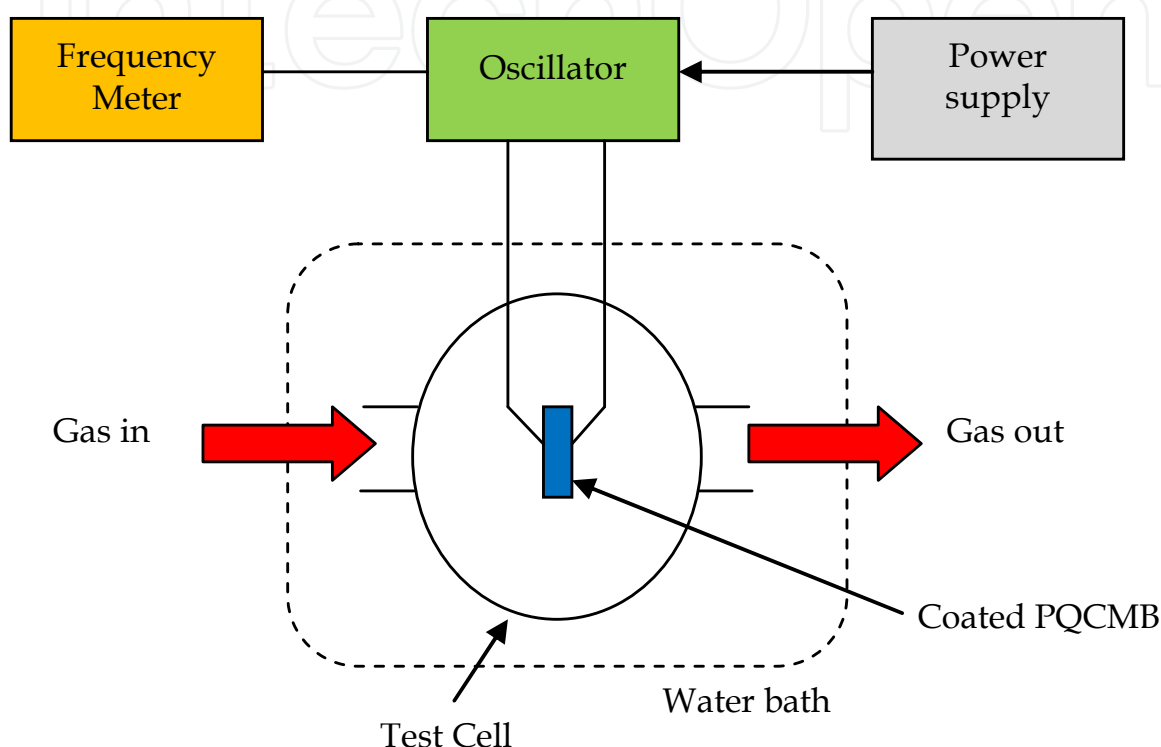 Frequency
Meter
Oscillator
Power
supply
Gas in
Gas out
Coated PQCMB
Water bath
Test Cell